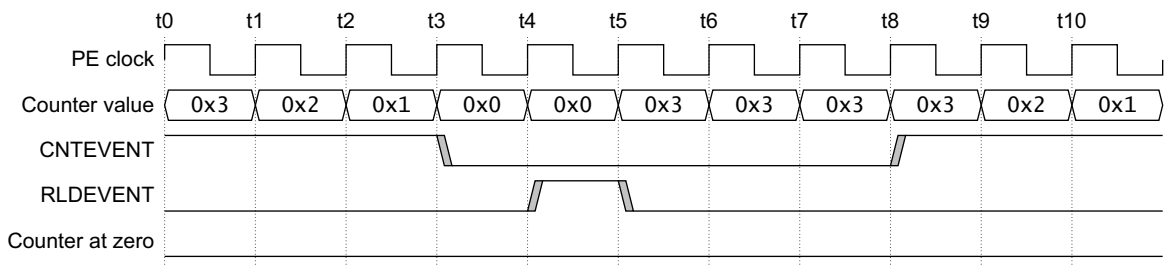 t0 t1 t2 t3 t4 t5 t6 t7 t8 t9 t10
PE clock
Counter value 0x3 0x2 0x1 0x0 0x0 0x3 0x3 0x3 0x3 0x2 0x1
CNTEVENT
RLDEVENT
Counter at zero